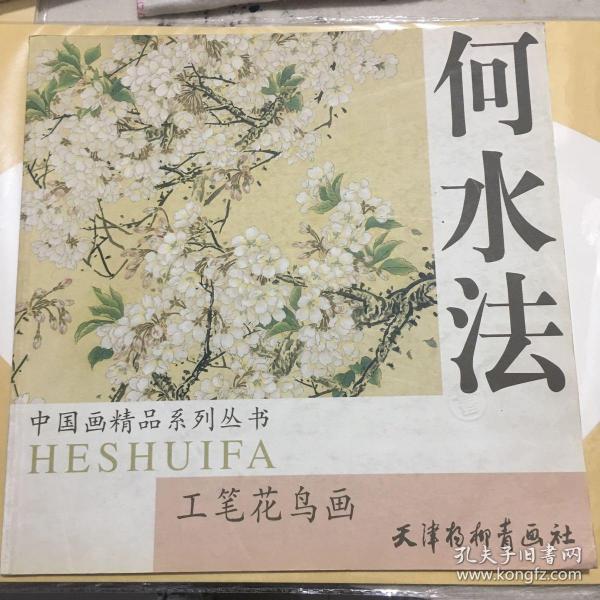 何水法
中国画精品系列丛书
HESHUIFA
工笔花鸟画
天津杨柳青画社
孔夫子旧书网
www.kongfz.com